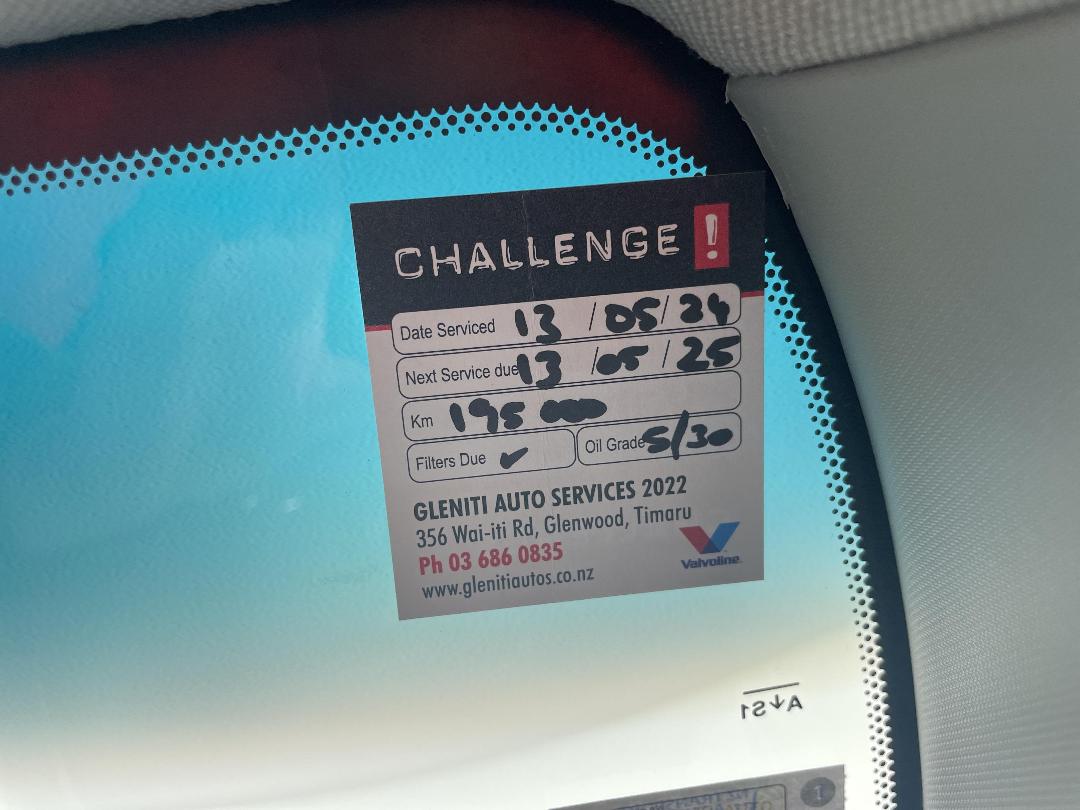 CHALLENGE!
Date Serviced 13 / 05 / 24
Next Service due 13 / 05 / 25
Km 195 000
Filters Due ✓ Oil Grade 5/30
GLENITI AUTO SERVICES 2022
356 Wai-iti Rd, Glenwood, Timaru
Ph 03 686 0835
Valvoline
www.glenitiautos.co.nz
A↓S1
1